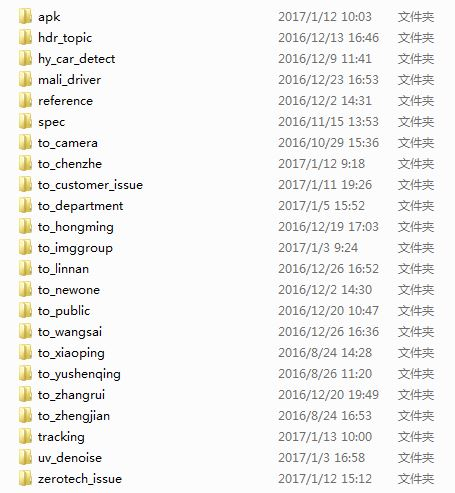 apk 2017/1/12 10:03 文件夹
hdr_topic 2016/12/13 16:46 文件夹
hy_car_detect 2016/12/9 11:41 文件夹
mali_driver 2016/12/23 16:53 文件夹
reference 2016/12/2 14:31 文件夹
spec 2016/11/15 13:53 文件夹
to_camera 2016/10/29 15:36 文件夹
to_chenzhe 2017/1/12 9:18 文件夹
to_customer_issue 2017/1/11 19:26 文件夹
to_department 2017/1/5 15:52 文件夹
to_hongming 2016/12/19 17:03 文件夹
to_imggroup 2017/1/3 9:24 文件夹
to_linnan 2016/12/26 16:52 文件夹
to_newone 2016/12/2 14:30 文件夹
to_public 2016/12/20 10:47 文件夹
to_wangsai 2016/12/26 16:36 文件夹
to_xiaoping 2016/8/24 14:28 文件夹
to_yushenqing 2016/8/26 11:20 文件夹
to_zhangrui 2016/12/20 19:49 文件夹
to_zhengjian 2016/8/24 16:53 文件夹
tracking 2017/1/13 10:00 文件夹
uv_denoise 2017/1/3 16:58 文件夹
zerotech_issue 2017/1/12 15:12 文件夹